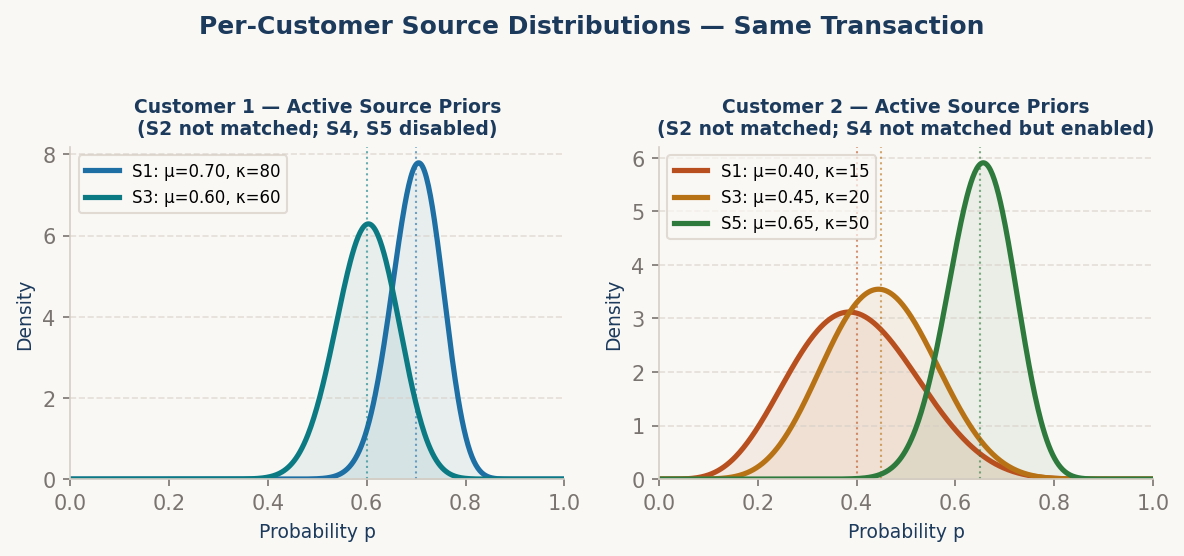 Per-Customer Source Distributions — Same Transaction
Customer 1 — Active Source Priors
(S2 not matched; S4, S5 disabled)
S1: μ=0.70, κ=80
S3: μ=0.60, κ=60
Density
8
6
4
2
0
0.0 0.2 0.4 0.6 0.8 1.0
Probability p
Customer 2 — Active Source Priors
(S2 not matched; S4 not matched but enabled)
S1: μ=0.40, κ=15
S3: μ=0.45, κ=20
S5: μ=0.65, κ=50
Density
6
5
4
3
2
1
0
0.0 0.2 0.4 0.6 0.8 1.0
Probability p